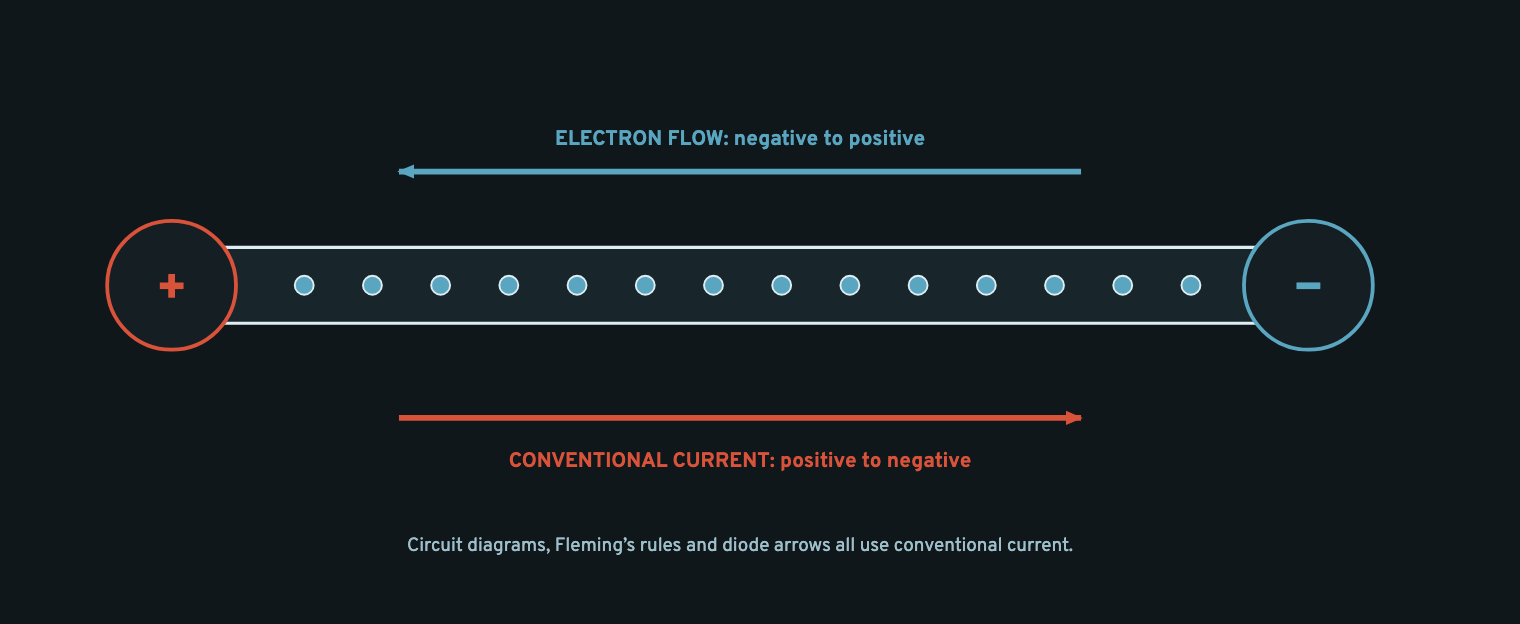 ELECTRON FLOW: negative to positive
+
−
CONVENTIONAL CURRENT: positive to negative
Circuit diagrams, Fleming’s rules and diode arrows all use conventional current.